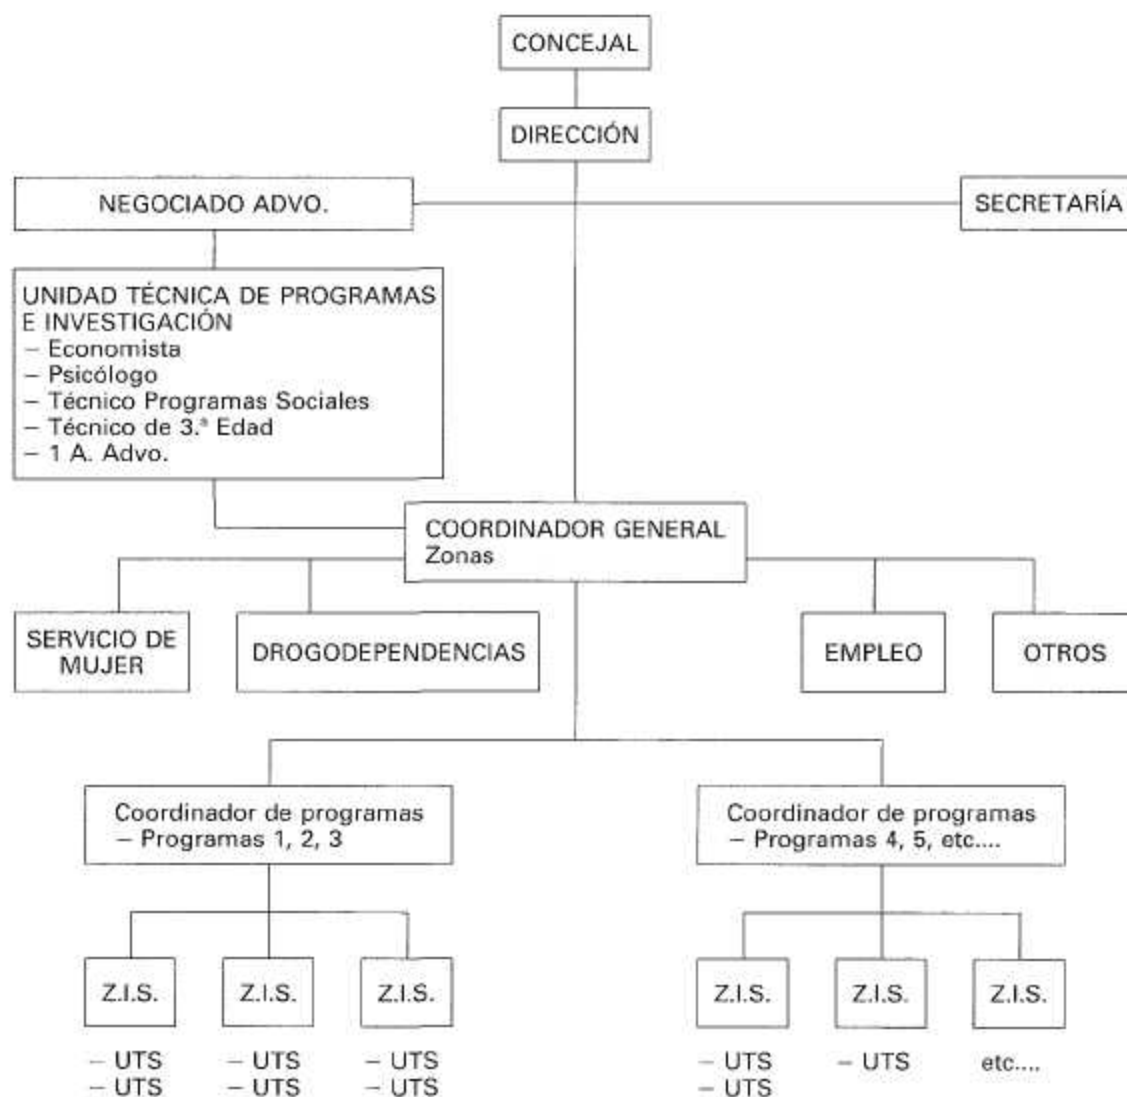 CONCEJAL
DIRECCIÓN
NEGOCIADO ADVO.
SECRETARÍA
UNIDAD TÉCNICA DE PROGRAMAS
E INVESTIGACIÓN
– Economista
– Psicólogo
– Técnico Programas Sociales
– Técnico de 3.ª Edad
– 1 A. Advo.
COORDINADOR GENERAL
Zonas
SERVICIO DE
MUJER
DROGODEPENDENCIAS
EMPLEO
OTROS
Coordinador de programas
– Programas 1, 2, 3
Coordinador de programas
– Programas 4, 5, etc....
Z.I.S.
Z.I.S.
Z.I.S.
Z.I.S.
Z.I.S.
Z.I.S.
– UTS
– UTS
– UTS
– UTS
– UTS
– UTS
– UTS
– UTS
– UTS
etc....